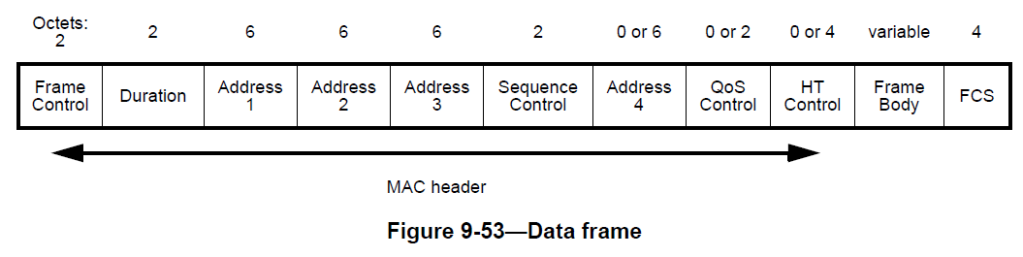 Octets:
2 2 6 6 6 2 0 or 6 0 or 2 0 or 4 variable 4
Frame Control Duration Address 1 Address 2 Address 3 Sequence Control Address 4 QoS Control HT Control Frame Body FCS
MAC header
Figure 9-53—Data frame